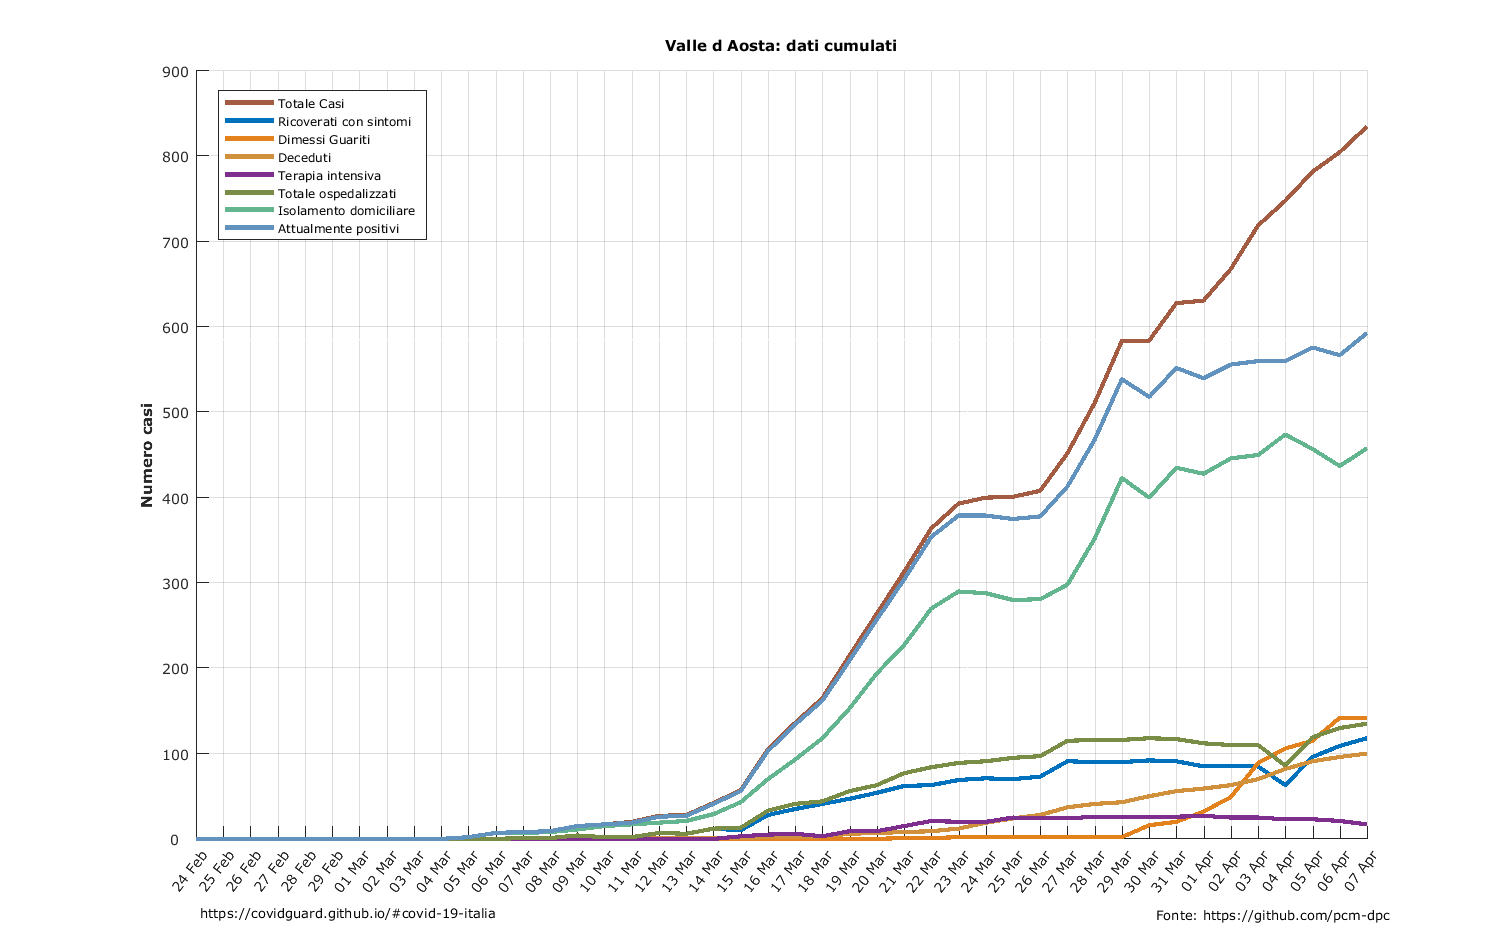 Valle d Aosta: dati cumulati
900
800
700
600
500
400
300
200
100
0
Numero casi
Totale Casi
Ricoverati con sintomi
Dimessi Guariti
Deceduti
Terapia intensiva
Totale ospedalizzati
Isolamento domiciliare
Attualmente positivi
24 Feb
25 Feb
26 Feb
27 Feb
28 Feb
29 Feb
01 Mar
02 Mar
03 Mar
04 Mar
05 Mar
06 Mar
07 Mar
08 Mar
09 Mar
10 Mar
11 Mar
12 Mar
13 Mar
14 Mar
15 Mar
16 Mar
17 Mar
18 Mar
19 Mar
20 Mar
21 Mar
22 Mar
23 Mar
24 Mar
25 Mar
26 Mar
27 Mar
28 Mar
29 Mar
30 Mar
31 Mar
01 Apr
02 Apr
03 Apr
04 Apr
05 Apr
06 Apr
07 Apr
https://covidguard.github.io/#covid-19-italia
Fonte: https://github.com/pcm-dpc